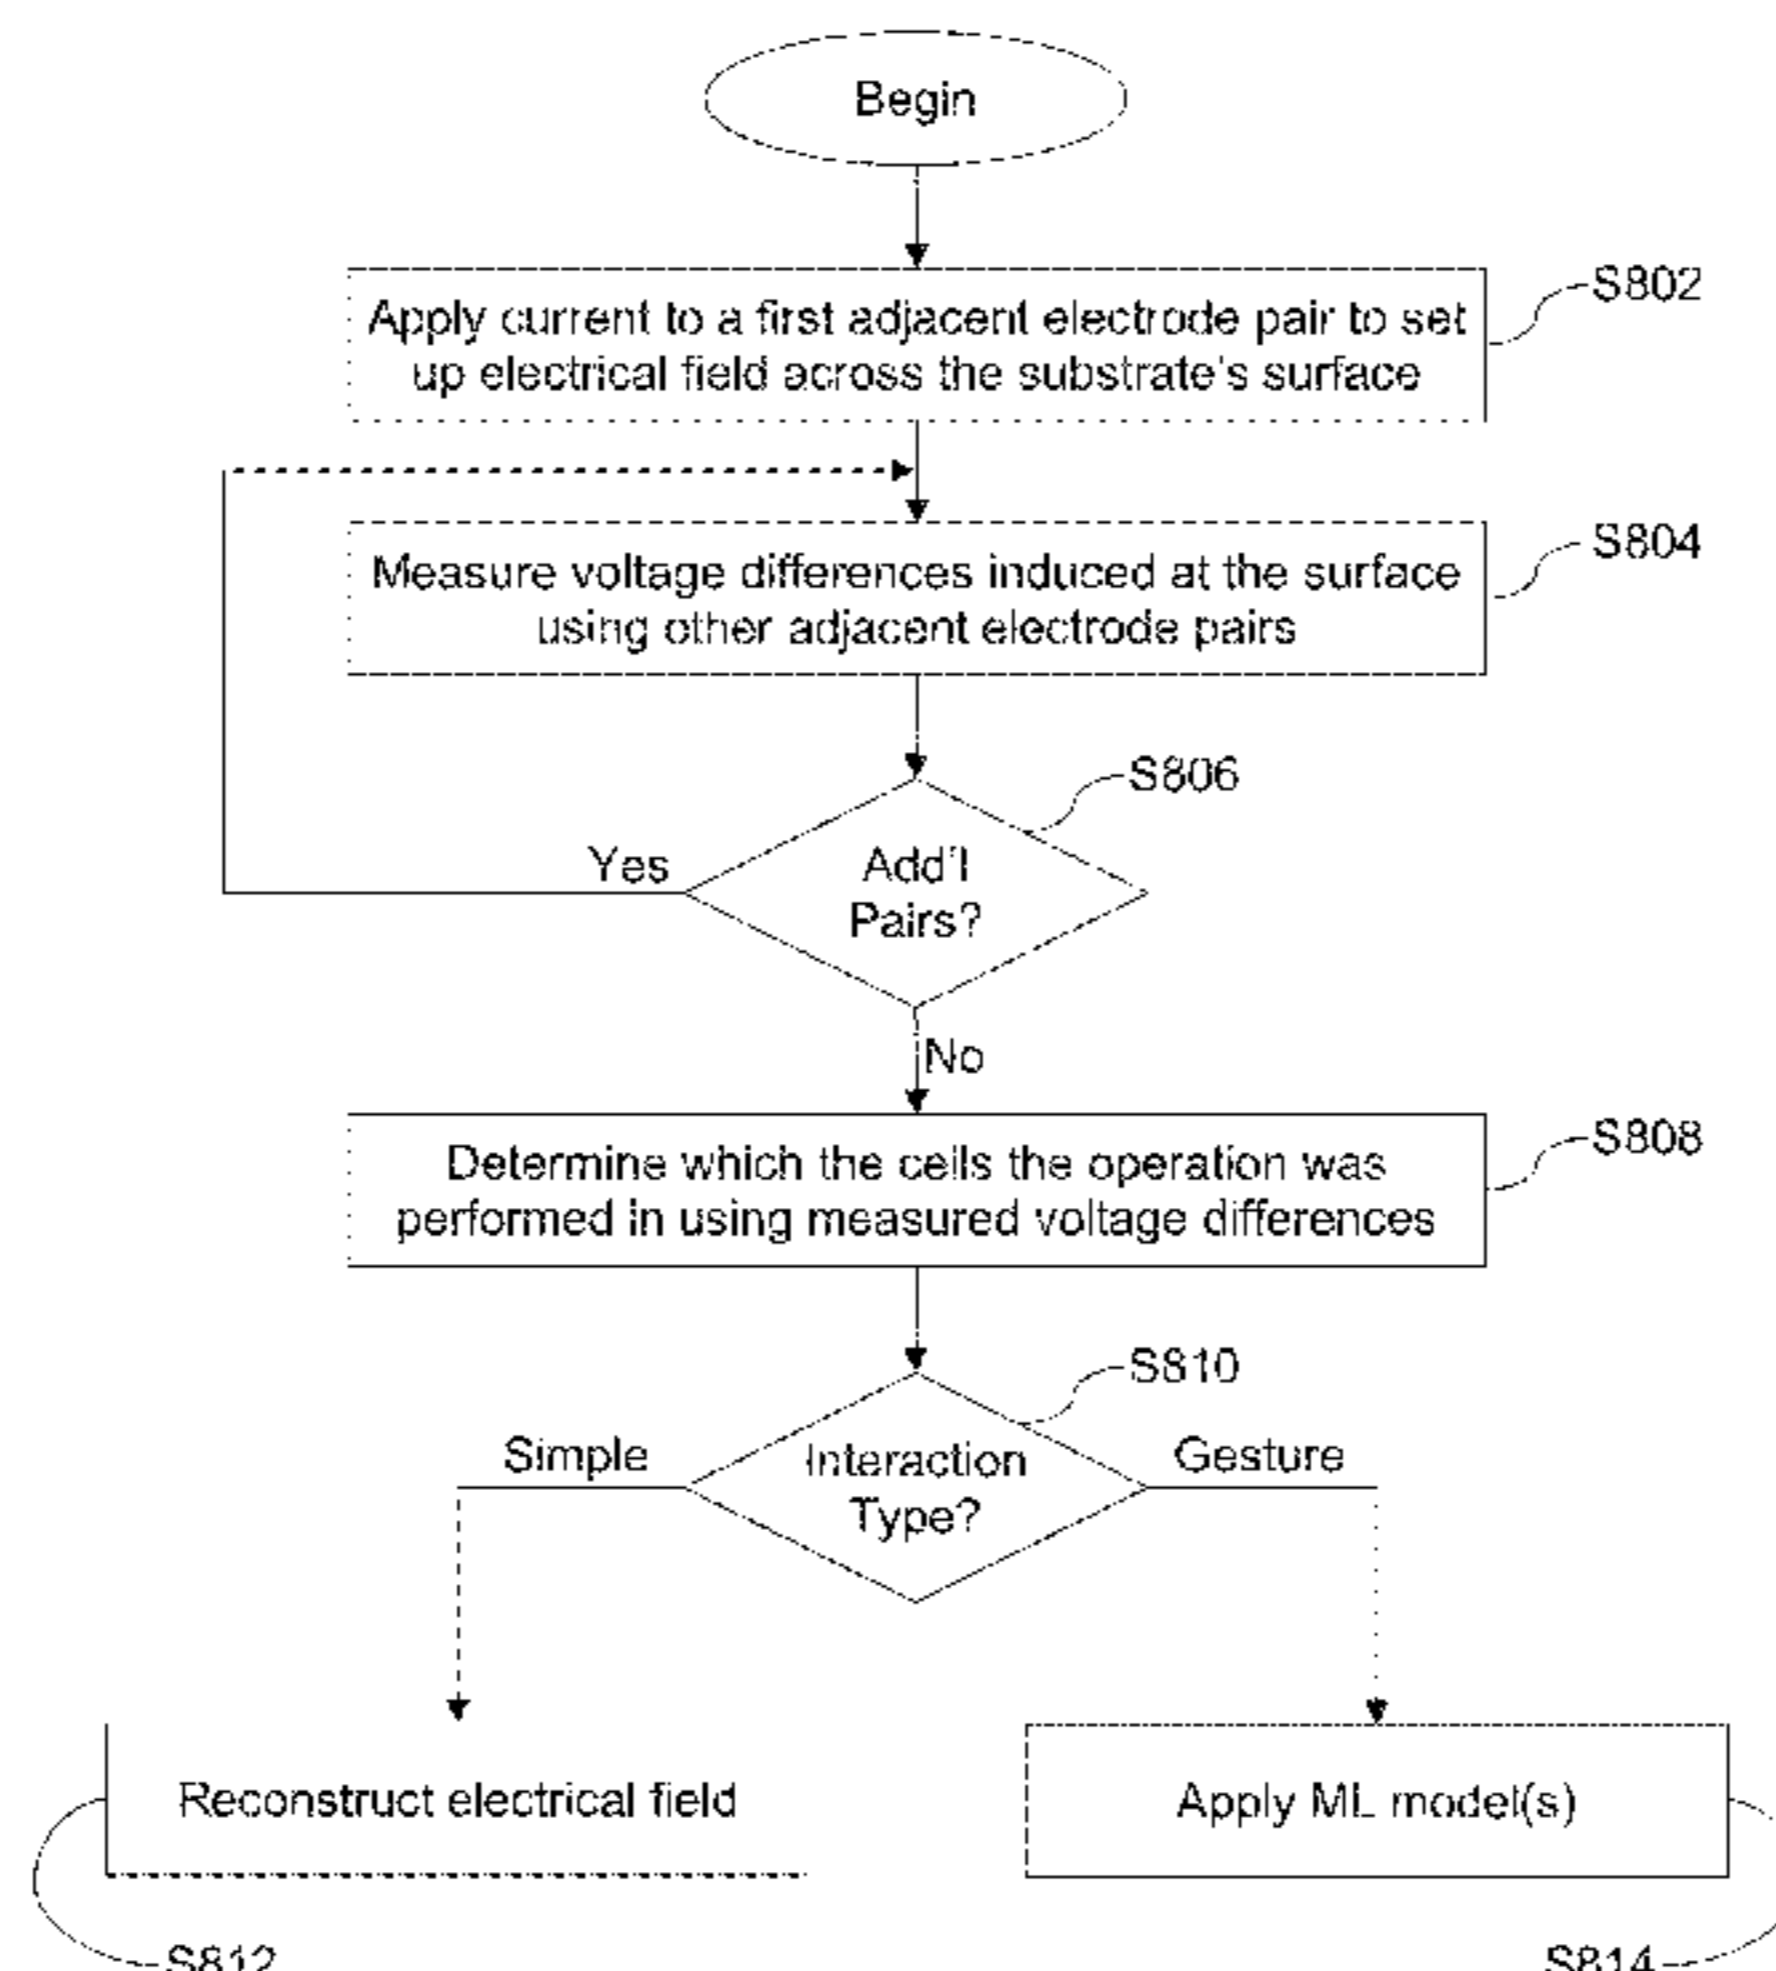 Begin
Apply current to a first adjacent electrode pair to set
up electrical field across the substrate's surface
S802
Measure voltage differences induced at the surface
using other adjacent electrode pairs
S804
S806
Yes
Add'l
Pairs?
No
Determine which the cells the operation was
performed in using measured voltage differences
S808
S810
Simple
Interaction
Type?
Gesture
Reconstruct electrical field
Apply ML model(s)
S812
S814